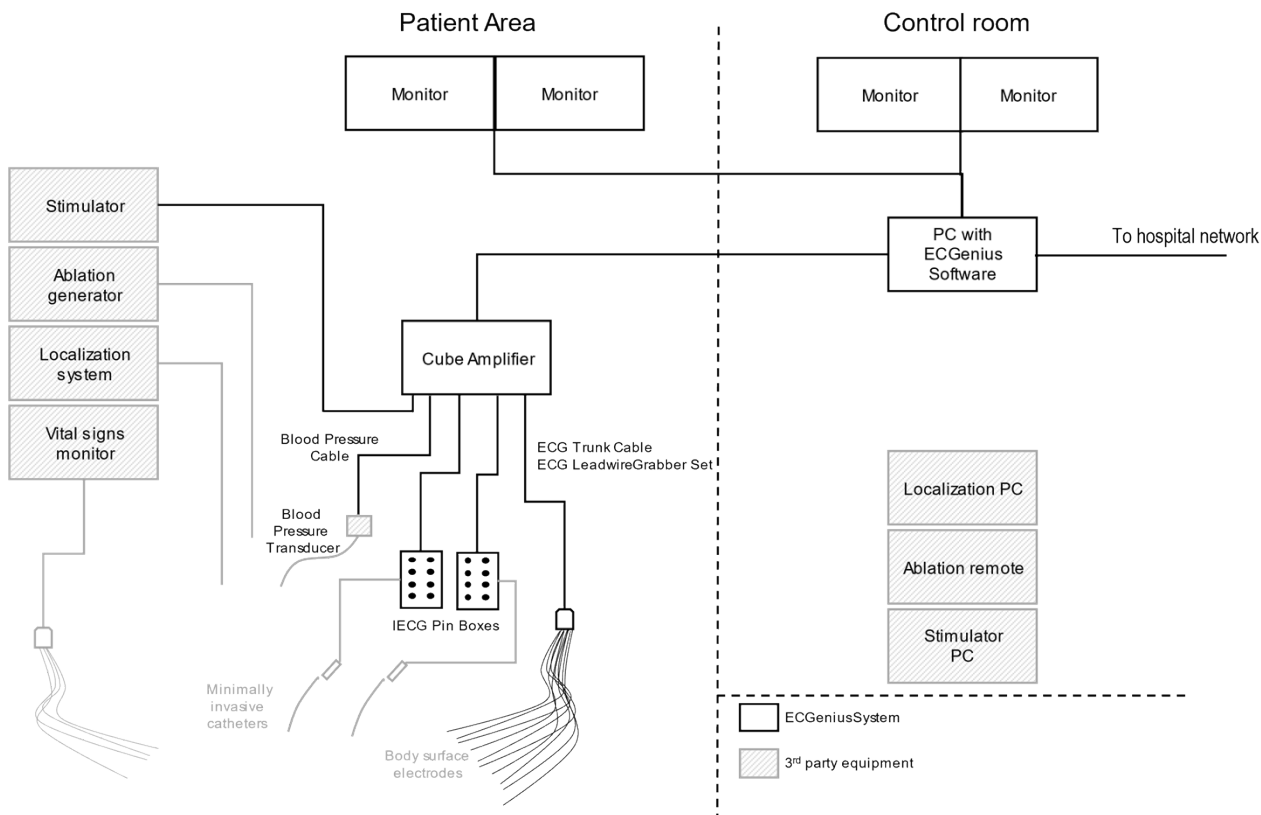 Patient Area
Control room
Monitor
Monitor
Monitor
Monitor
Stimulator
Ablation
generator
Localization
system
Vital signs
monitor
PC with
ECGenius
Software
To hospital network
Cube Amplifier
Blood Pressure
Cable
ECG Trunk Cable
ECG LeadwireGrabber Set
Blood
Pressure
Transducer
IECG Pin Boxes
Minimally
invasive
catheters
Body surface
electrodes
Localization PC
Ablation remote
Stimulator
PC
ECGeniusSystem
3rd party equipment